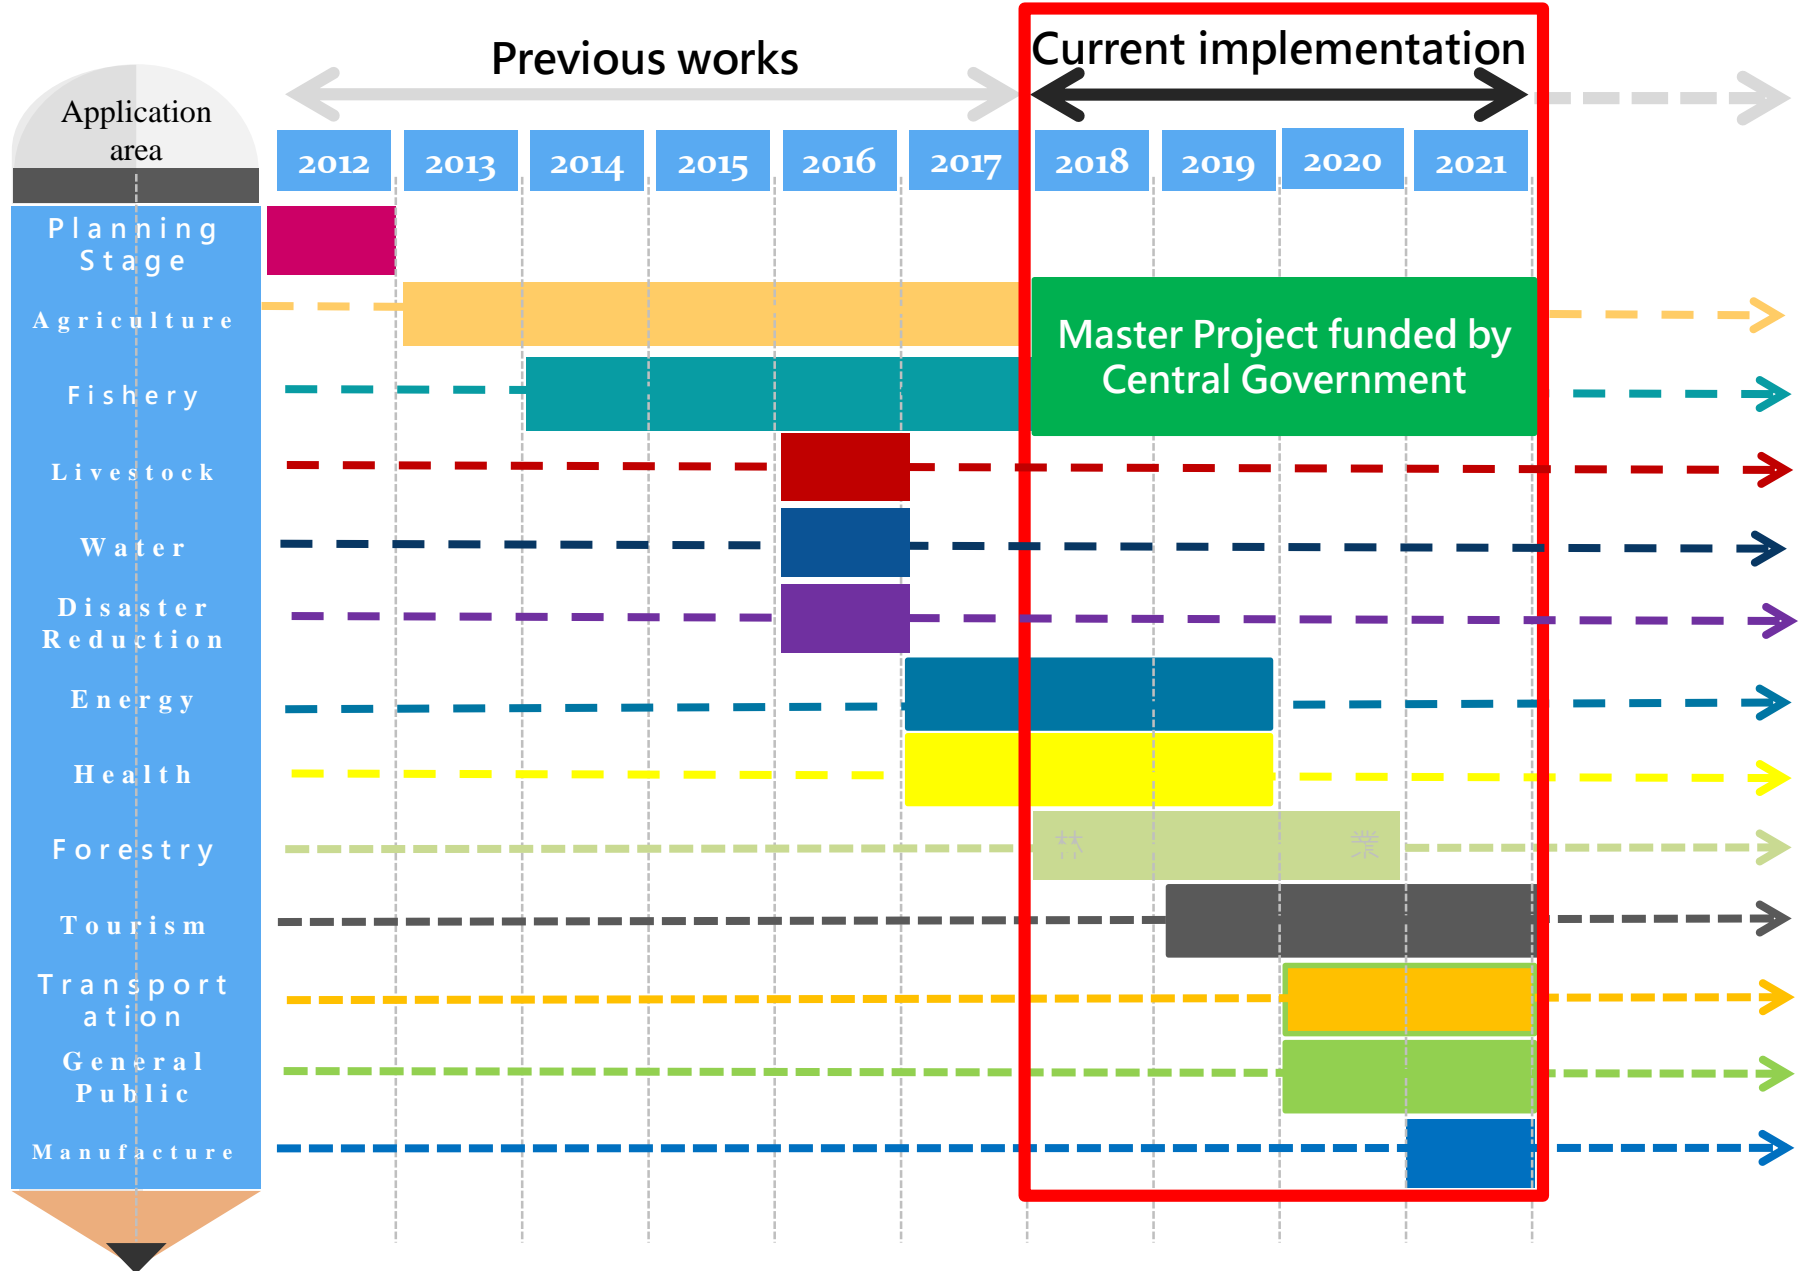 Previous works
Current implementation
Application
area
2012
2013
2014
2015
2016
2017
2018
2019
2020
2021
Planning
Stage
Agriculture
Master Project funded by
Central Government
Fishery
Livestock
Water
Disaster
Reduction
Energy
Health
Forestry
林 業
Tourism
Transport
ation
General
Public
Manufacture